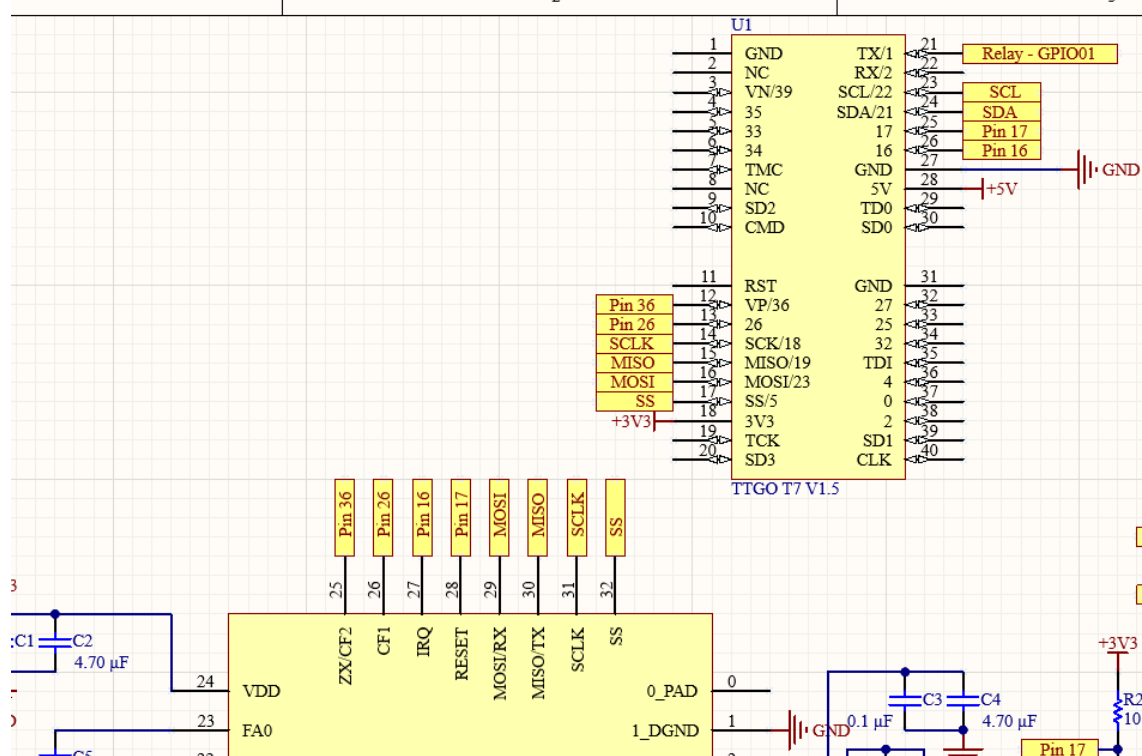 U1
1 GND TX/1 21 Relay - GPIO01
2 NC RX/2 22
3 VN/39 SCL/22 23 SCL
4 35 SDA/21 24 SDA
5 33 17 25 Pin 17
6 34 16 26 Pin 16
7 TMC GND 27 GND
8 NC 5V 28 +5V
9 SD2 TD0 29
10 CMD SD0 30
11 RST GND 31
Pin 36 12 VP/36 27 32
Pin 26 13 26 25 33
SCLK 14 SCK/18 32 34
MISO 15 MISO/19 TDI 35
MOSI 16 MOSI/23 4 36
SS 17 SS/5 0 37
+3V3 18 3V3 2 38
19 TCK SD1 39
20 SD3 CLK 40
TTGO T7 V1.5
Pin 36 Pin 26 Pin 16 Pin 17 MOSI MISO SCLK SS
25 26 27 28 29 30 31 32
ZX/CF2 CF1 IRQ RESET MOSI/RX MISO/TX SCLK SS
3
C1 C2
4.70 µF
24 VDD 0_PAD 0
23 FA0 1_DGND 1 GND
C3 C4
0.1 µF 4.70 µF
+3V3
R2
10
Pin 17
C5